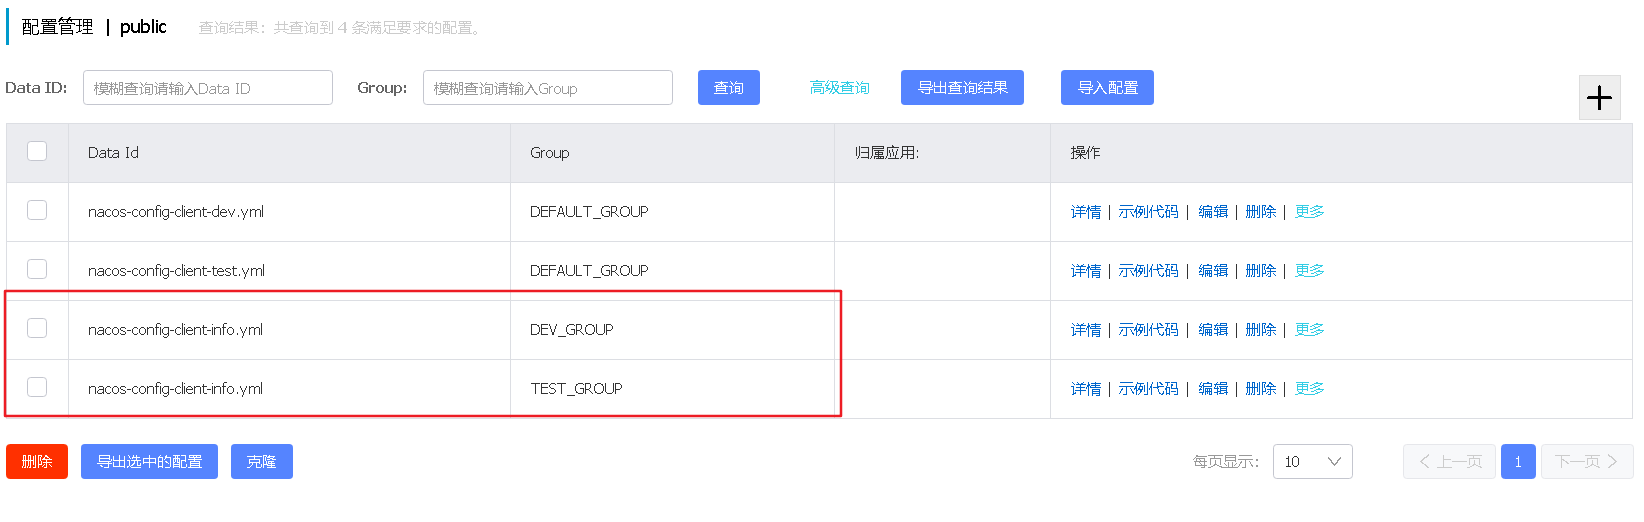 配置管理 | public 查询结果：共查询到 4 条满足要求的配置。
Data ID: 模糊查询请输入Data ID Group: 模糊查询请输入Group 查询 高级查询 导出查询结果 导入配置
Data Id Group 归属应用: 操作
nacos-config-client-dev.yml DEFAULT_GROUP 详情 | 示例代码 | 编辑 | 删除 | 更多
nacos-config-client-test.yml DEFAULT_GROUP 详情 | 示例代码 | 编辑 | 删除 | 更多
nacos-config-client-info.yml DEV_GROUP 详情 | 示例代码 | 编辑 | 删除 | 更多
nacos-config-client-info.yml TEST_GROUP 详情 | 示例代码 | 编辑 | 删除 | 更多
删除 导出选中的配置 克隆 每页显示: 10 上一页 1 下一页